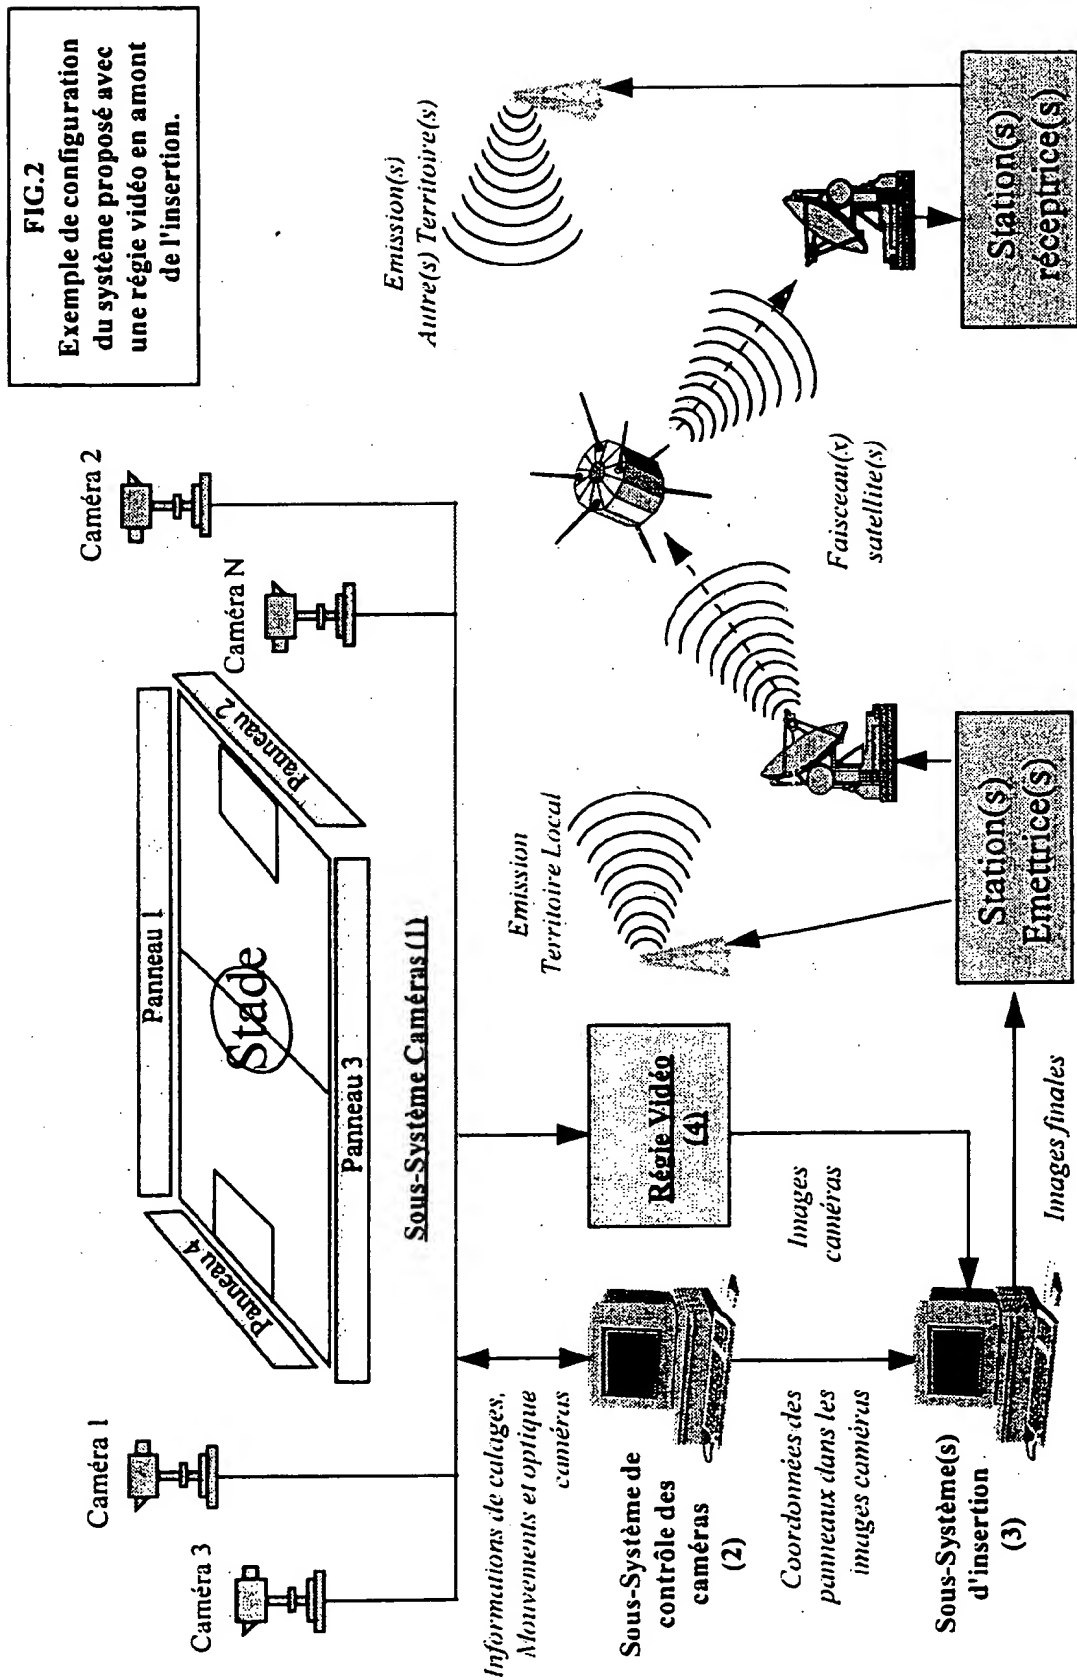 FIG.2
Exemple de configuration
du système proposé avec
une régie vidéo en amont
de l'insertion.
Caméra 1
Caméra 3
Caméra 2
Caméra N
Panneau 1
Panneau 2
Panneau 4
Stade
Panneau 3
Sous-Système Caméras (1)
Informations de calages,
Mouvements et optique
caméras
Sous-Système de
contrôle des
caméras
(2)
Régie Vidéo
(4)
Images
caméras
Coordonnées des
panneaux dans les
images caméras
Sous-Système(s)
d'insertion
(3)
Images finales
Emission
Territoire Local
Station(s)
Emettrice(s)
Faisceau(x)
satellite(s)
Emission(s)
Autre(s) Territoire(s)
Station(s)
réceptrice(s)